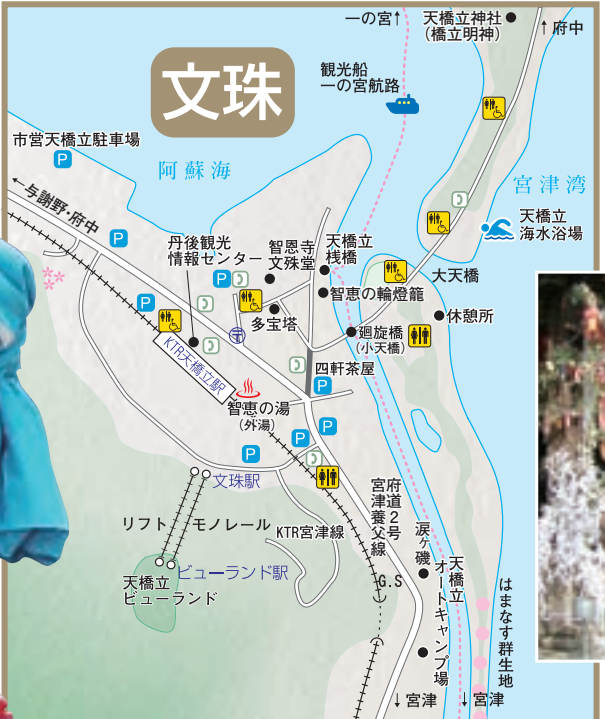 一の宮↑
天橋立神社
(橋立明神)
↑府中
文珠
観光船
一の宮航路
市営天橋立駐車場
P
阿蘇海
宮津湾
←与謝野・府中
P
丹後観光
情報センター
智恩寺
文殊堂
天橋立
桟橋
天橋立
海水浴場
P
大天橋
P
智恵の輪燈籠
休憩所
多宝塔
廻旋橋
(小天橋)
〒
KTR天橋立駅
四軒茶屋
P
智恵の湯
(外湯)
P
P
P
文珠駅
府道2号
宮津養父線
リフト
モノレール
KTR宮津線
涙ヶ磯
天橋立
オートキャンプ場
ビューランド駅
天橋立
ビューランド
G.S
はまなす群生地
↓宮津
↓宮津